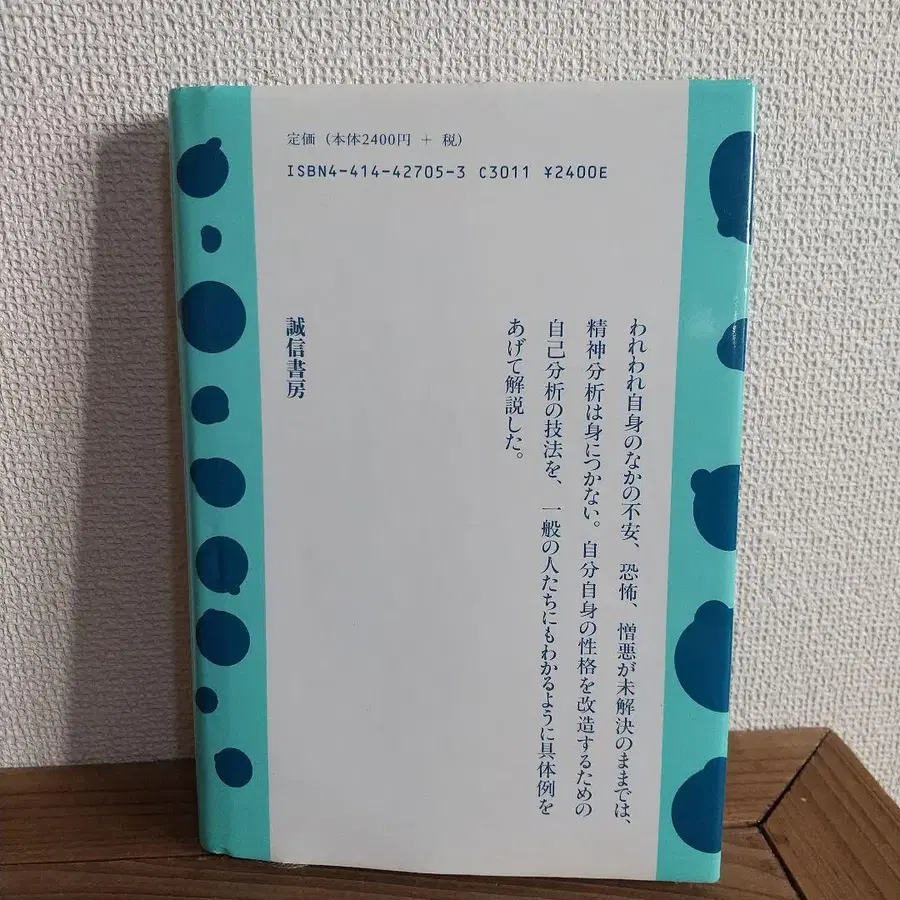 定価（本体2400円 + 税）
ISBN4-414-42705-3 C3011 ¥2400E
われわれ自身のなかの不安、恐怖、憎悪が未解決のままでは、
精神分析は身につかない。自分自身の性格を改造するための
自己分析の技法を、一般の人たちにもわかるように具体例を
あげて解説した。
誠信書房